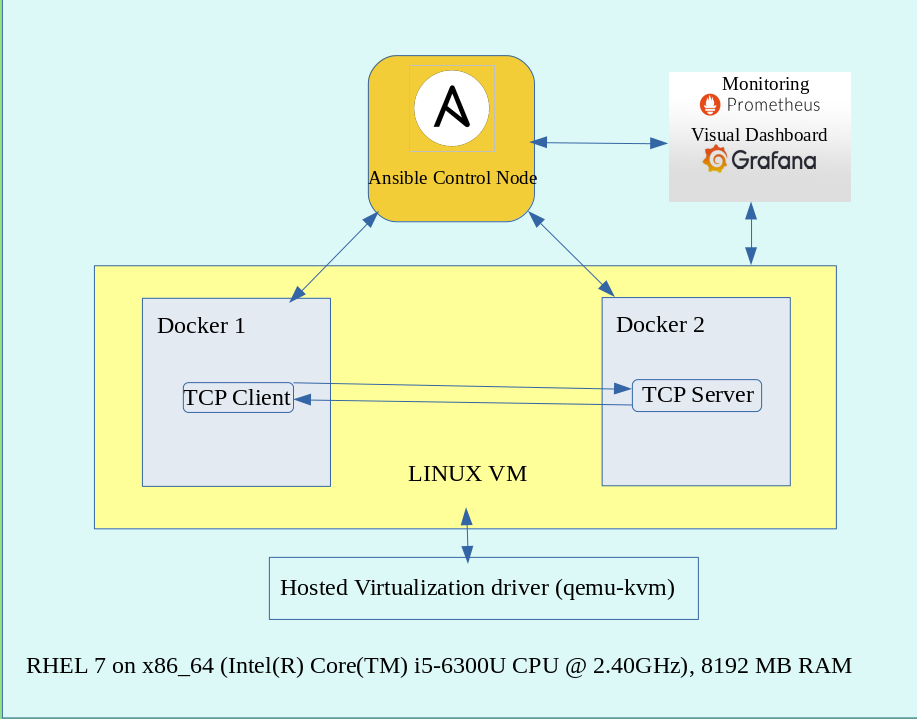 Monitoring
Prometheus
Visual Dashboard
Grafana
Ansible Control Node
Docker 1
Docker 2
TCP Client
TCP Server
LINUX VM
Hosted Virtualization driver (qemu-kvm)
RHEL 7 on x86_64 (Intel(R) Core(TM) i5-6300U CPU @ 2.40GHz), 8192 MB RAM